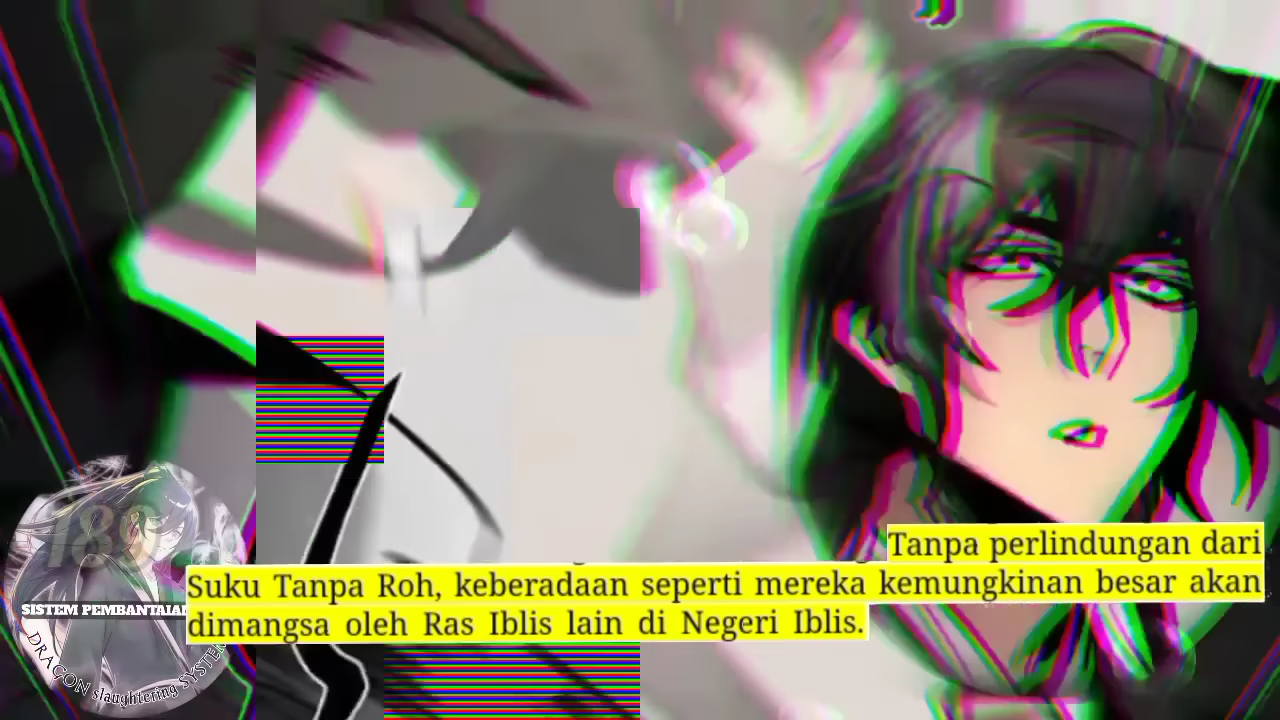 Tanpa perlindungan dari
Suku Tanpa Roh, keberadaan seperti mereka kemungkinan besar akan
dimangsa oleh Ras Iblis lain di Negeri Iblis.
SISTEM PEMBANTAIAN
DRAGON slaughtering SYSTEM